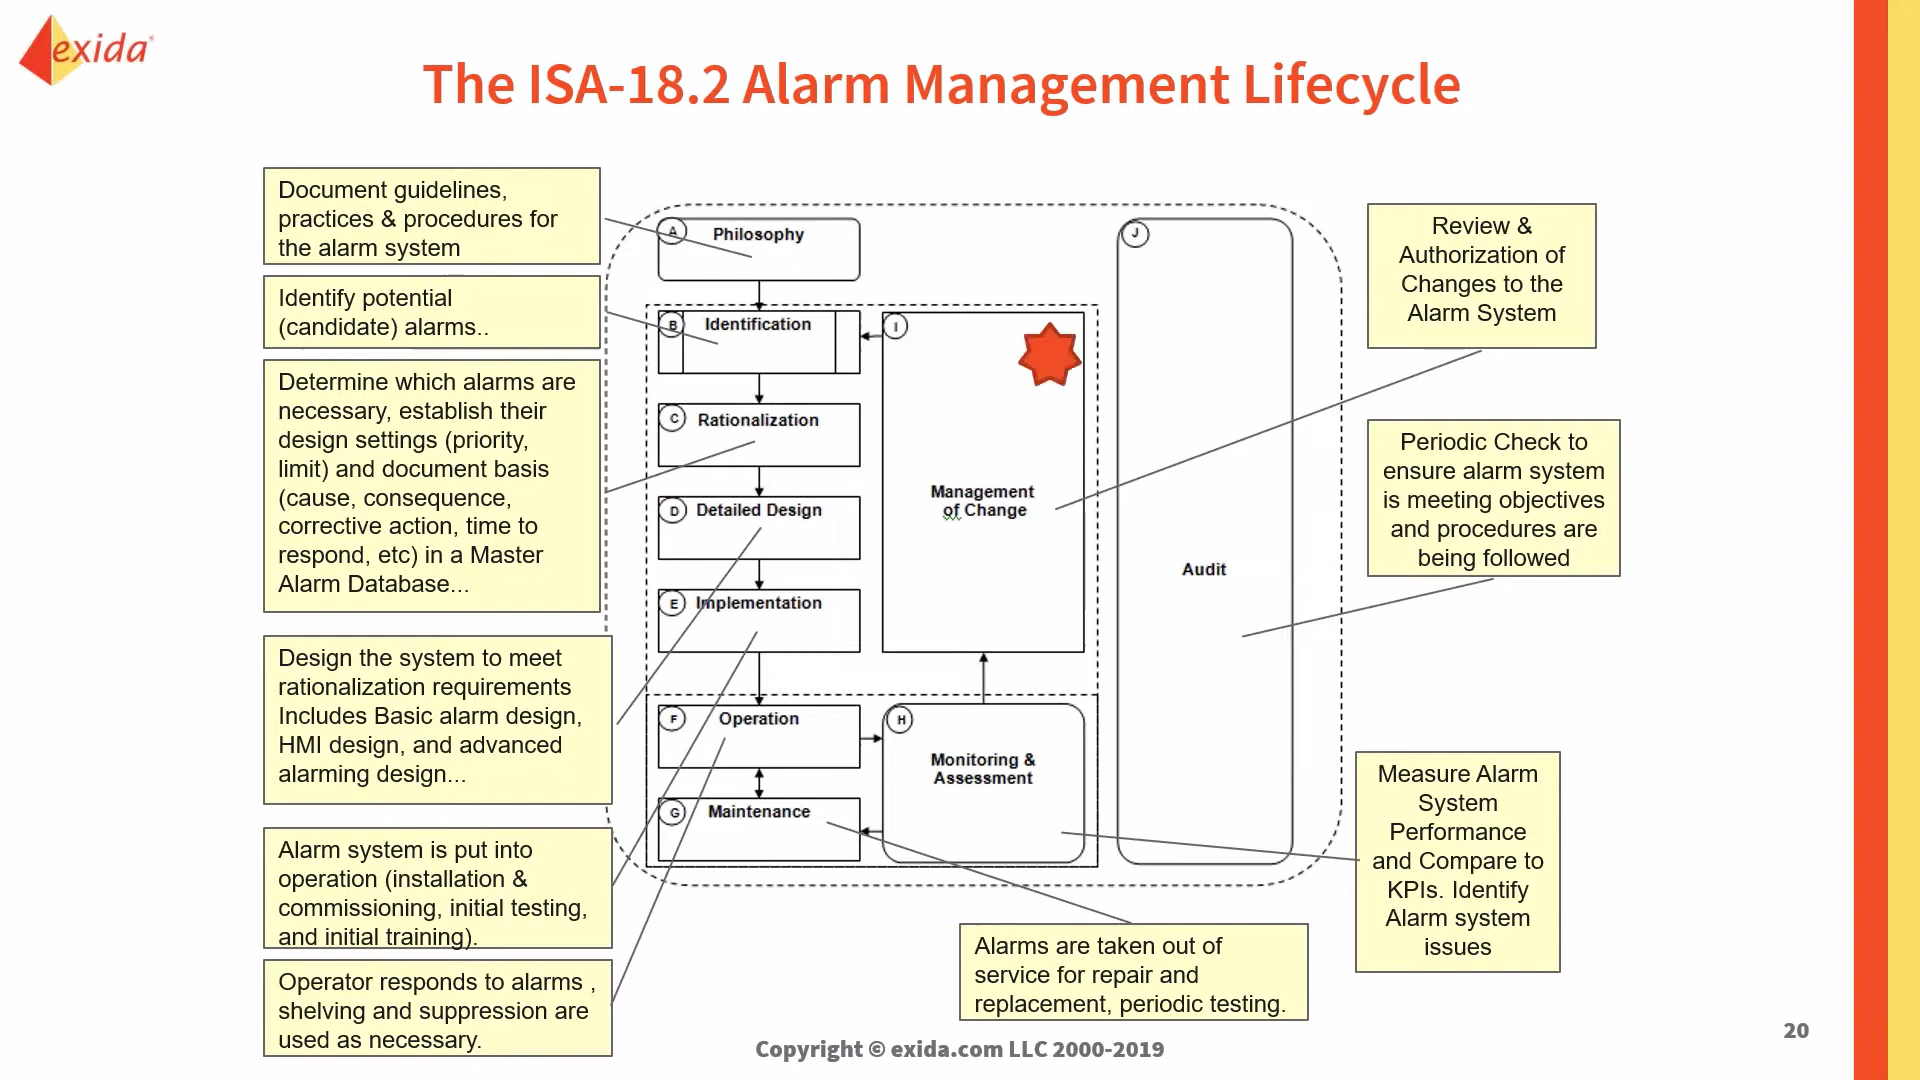 exida
The ISA-18.2 Alarm Management Lifecycle
Document guidelines,
practices & procedures for
the alarm system
Identify potential
(candidate) alarms..
Determine which alarms are
necessary, establish their
design settings (priority,
limit) and document basis
(cause, consequence,
corrective action, time to
respond, etc) in a Master
Alarm Database...
Design the system to meet
rationalization requirements
Includes Basic alarm design,
HMI design, and advanced
alarming design...
Alarm system is put into
operation (installation &
commissioning, initial testing,
and initial training).
Operator responds to alarms ,
shelving and suppression are
used as necessary.
A
Philosophy
B
Identification
C
Rationalization
D
Detailed Design
E
Implementation
F
Operation
G
Maintenance
I
Management
of Change
H
Monitoring &
Assessment
J
Audit
Review &
Authorization of
Changes to the
Alarm System
Periodic Check to
ensure alarm system
is meeting objectives
and procedures are
being followed
Measure Alarm
System
Performance
and Compare to
KPIs. Identify
Alarm system
issues
Alarms are taken out of
service for repair and
replacement, periodic testing.
Copyright © exida.com LLC 2000-2019
20